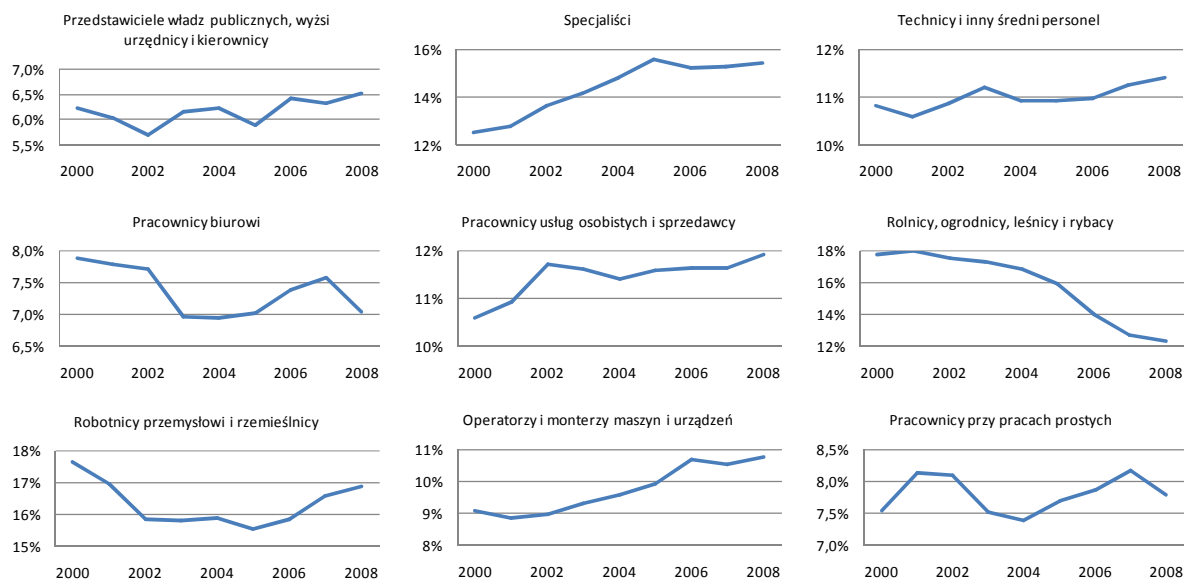 Przedstawiciele władz publicznych, wyżsi
urzędnicy i kierownicy
7,0%
6,5%
6,0%
5,5%
2000 2002 2004 2006 2008
Specjaliści
16%
14%
12%
2000 2002 2004 2006 2008
Technicy i inny średni personel
12%
11%
10%
2000 2002 2004 2006 2008
Pracownicy biurowi
8,0%
7,5%
7,0%
6,5%
2000 2002 2004 2006 2008
Pracownicy usług osobistych i sprzedawcy
12%
11%
10%
2000 2002 2004 2006 2008
Rolnicy, ogrodnicy, leśnicy i rybacy
18%
16%
14%
12%
2000 2002 2004 2006 2008
Robotnicy przemysłowi i rzemieślnicy
18%
17%
16%
15%
2000 2002 2004 2006 2008
Operatorzy i monterzy maszyn i urządzeń
11%
10%
9%
8%
2000 2002 2004 2006 2008
Pracownicy przy pracach prostych
8,5%
8,0%
7,5%
7,0%
2000 2002 2004 2006 2008